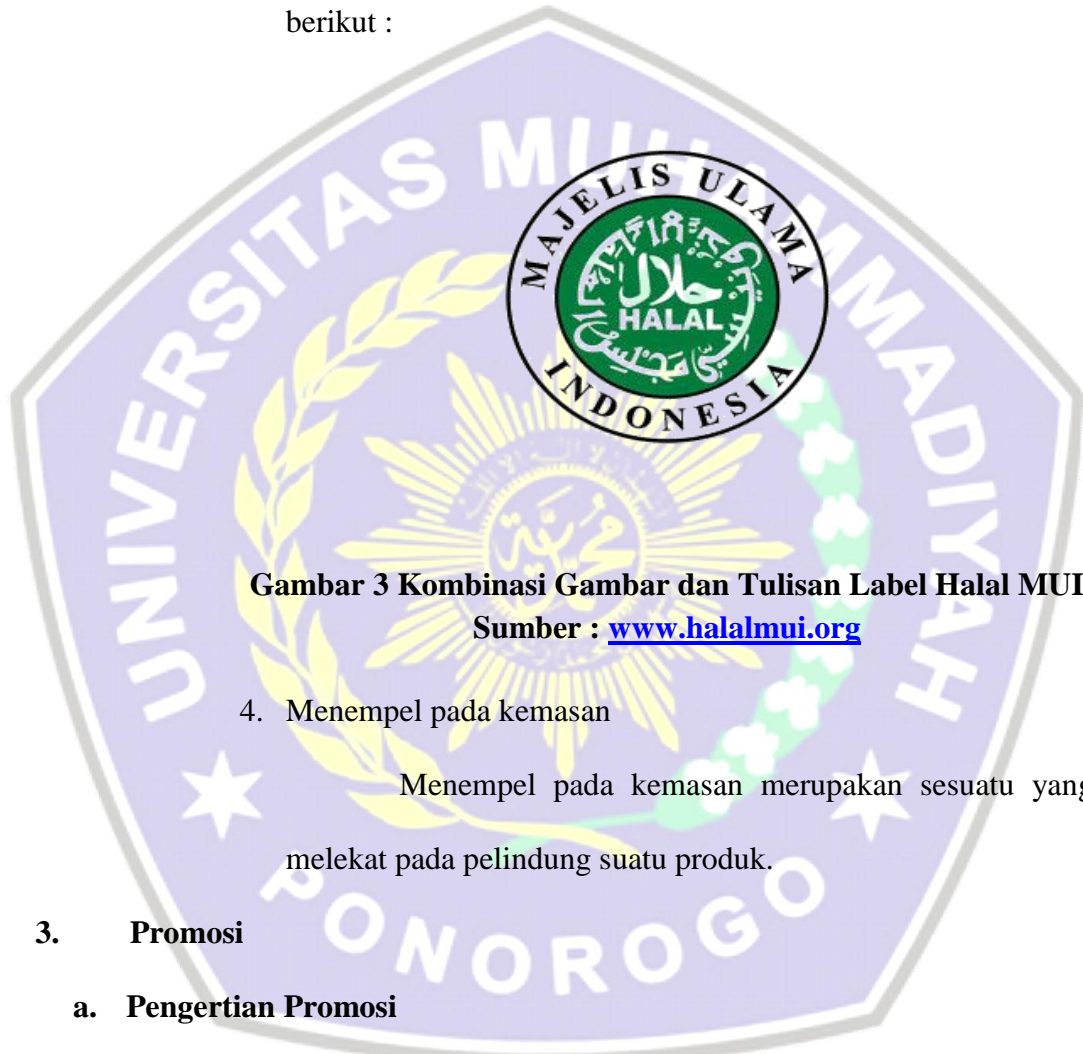 berikut :
MAJELIS ULAMA
حلال
HALAL
INDONESIA
UNIVERSITAS MUHAMMADIYAH
محمدية
PONOROGO
Gambar 3 Kombinasi Gambar dan Tulisan Label Halal MUI
Sumber : www.halalmui.org
4. Menempel pada kemasan
Menempel pada kemasan merupakan sesuatu yang
melekat pada pelindung suatu produk.
3. Promosi
a. Pengertian Promosi